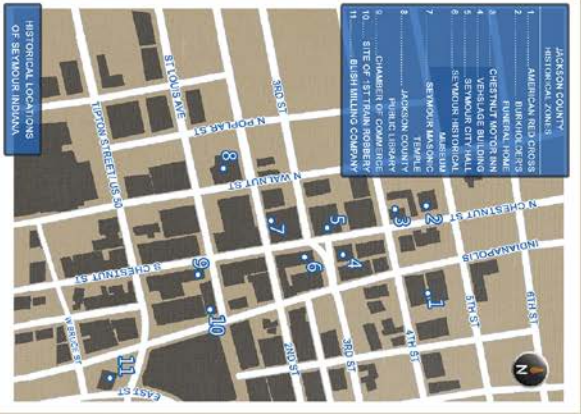 JACKSON COUNTY
HISTORICAL ZONES
1. AMERICAN RED CROSS
2. BURKHOLDER'S
FUNERAL HOME
3. CHESTNUT MOTOR INN
4. VEHSLAGE BUILDING
5. SEYMOUR CITY HALL
6. SEYMOUR HISTORICAL
MUSEUM
7. SEYMOUR MASONIC
TEMPLE
8. JACKSON COUNTY
PUBLIC LIBRARY
9. CHAMBER OF COMMERCE
10. SITE OF 1ST TRAIN ROBBERY
11. BLISH MILLING COMPANY
HISTORICAL LOCATIONS
OF SEYMOUR INDIANA
6TH ST
5TH ST
4TH ST
3RD ST
3RD ST
2ND ST
ST LOUIS AVE
TIPTON STREET/ US 50
N POPLAR ST
N WALNUT ST
N CHESTNUT ST
S CHESTNUT ST
INDIANAPOLIS
W BRUCE ST
EAST ST
1
2
3
4
5
6
7
8
9
10
11
N